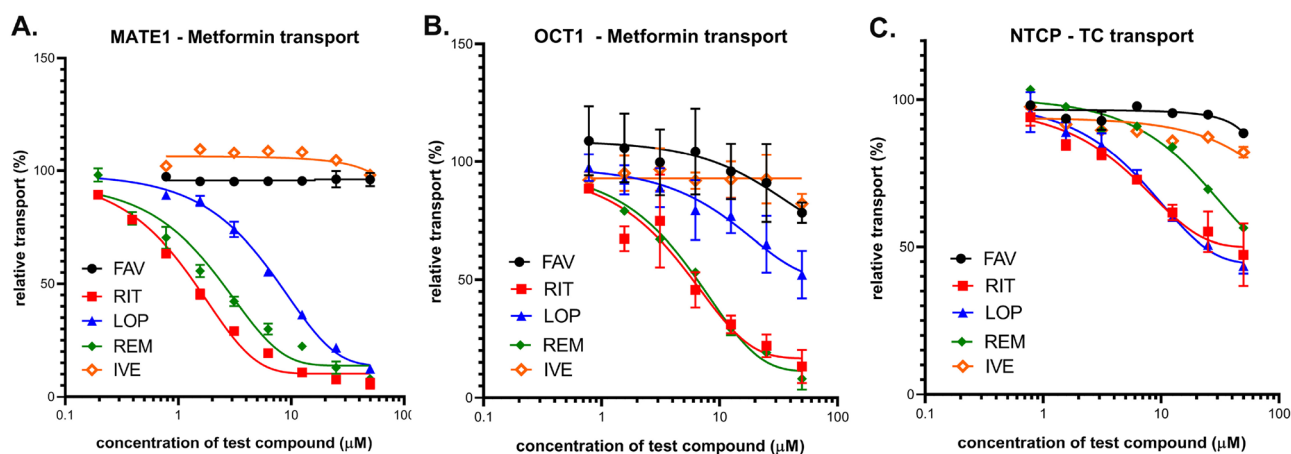 A.
MATE1 - Metformin transport
relative transport (%)
150
100
50
0
FAV
RIT
LOP
REM
IVE
0.1
1
10
100
concentration of test compound (μM)
B.
OCT1 - Metformin transport
relative transport (%)
150
100
50
0
FAV
RIT
LOP
REM
IVE
0.1
1
10
100
concentration of test compound (μM)
C.
NTCP - TC transport
relative transport (%)
100
50
0
FAV
RIT
LOP
REM
IVE
0.1
1
10
100
concentration of test compound (μM)